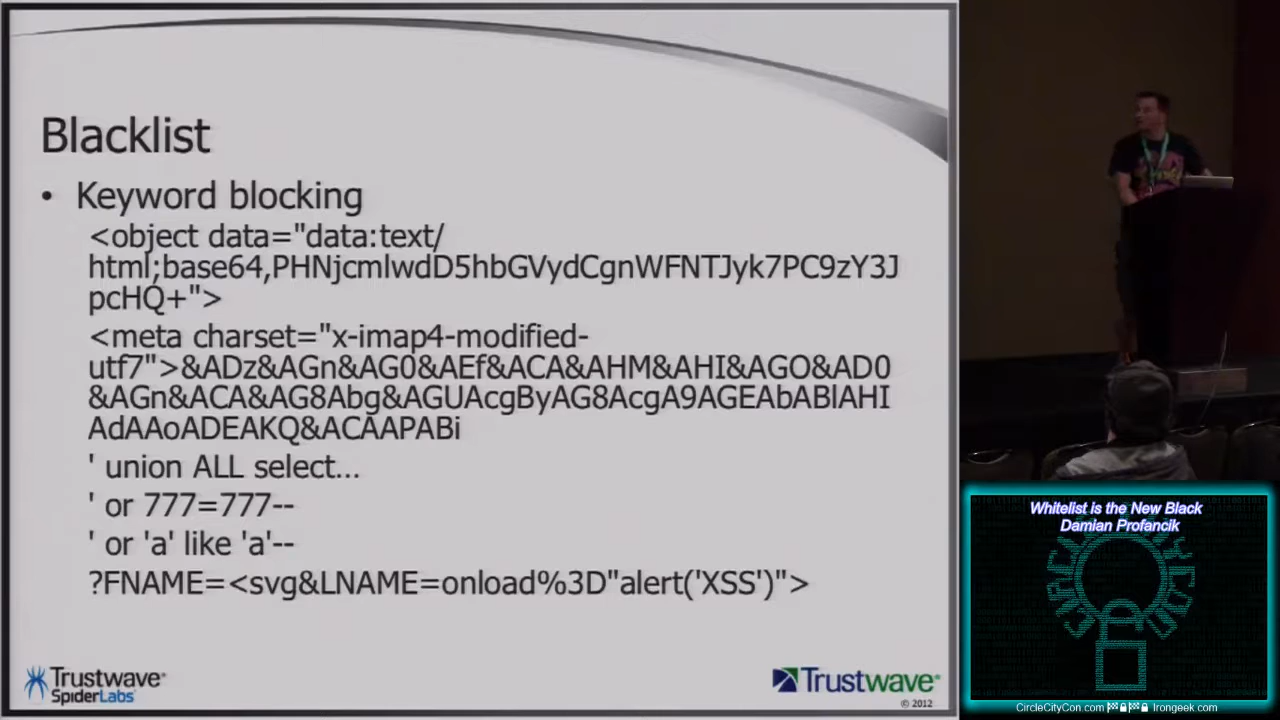 Blacklist
• Keyword blocking
<object data="data:text/
html;base64,PHNjcmlwdD5hbGVydCgnWFNTJyk7PC9zY3J
pcHQ+">
<meta charset="x-imap4-modified-
utf7">&ADz&AGn&AG0&AEf&ACA&AHM&AHI&AGO&AD0
&AGn&ACA&AG8Abg&AGUAcgByAG8AcgA9AGEAbABlAHI
AdAAoADEAKQ&ACAAPABi
' union ALL select...
' or 777=777--
' or 'a' like 'a'--
?FNAME=<svg&LNAME=onload%3D"alert('XSS')">
Trustwave®
SpiderLabs®
Trustwave®
© 2012
Whitelist is the New Black
Damian Profancik
CircleCityCon.com Irongeek.com